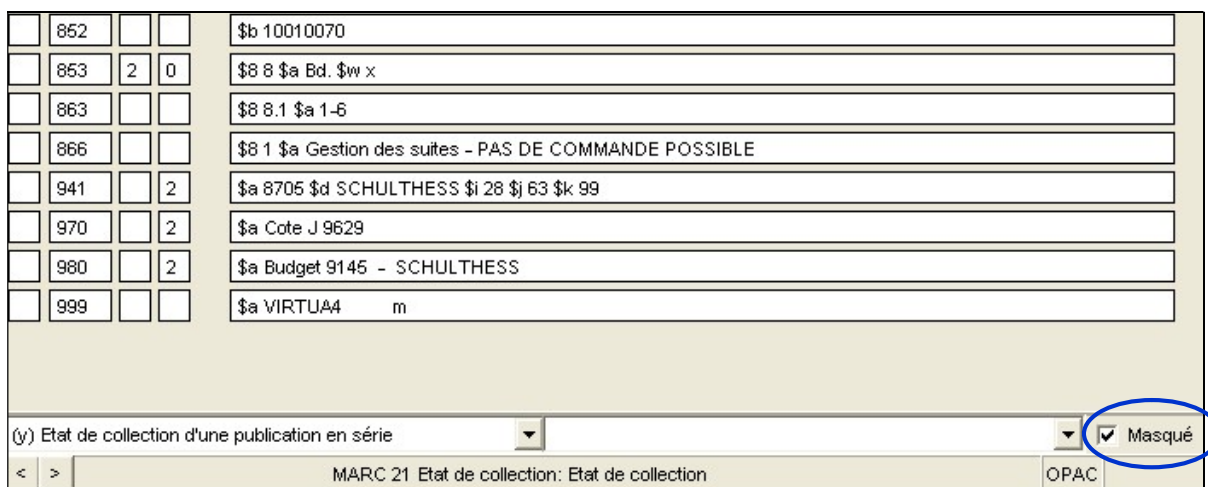 852 $b 10010070
853 2 0 $8 8 $a Bd. $w x
863 $8 8.1 $a 1-6
866 $8 1 $a Gestion des suites - PAS DE COMMANDE POSSIBLE
941 2 $a 8705 $d SCHULTHESS $i 28 $j 63 $k 99
970 2 $a Cote J 9629
980 2 $a Budget 9145 - SCHULTHESS
999 $a VIRTUA4 m
(y) Etat de collection d'une publication en série Masqué
< > MARC 21 Etat de collection: Etat de collection OPAC